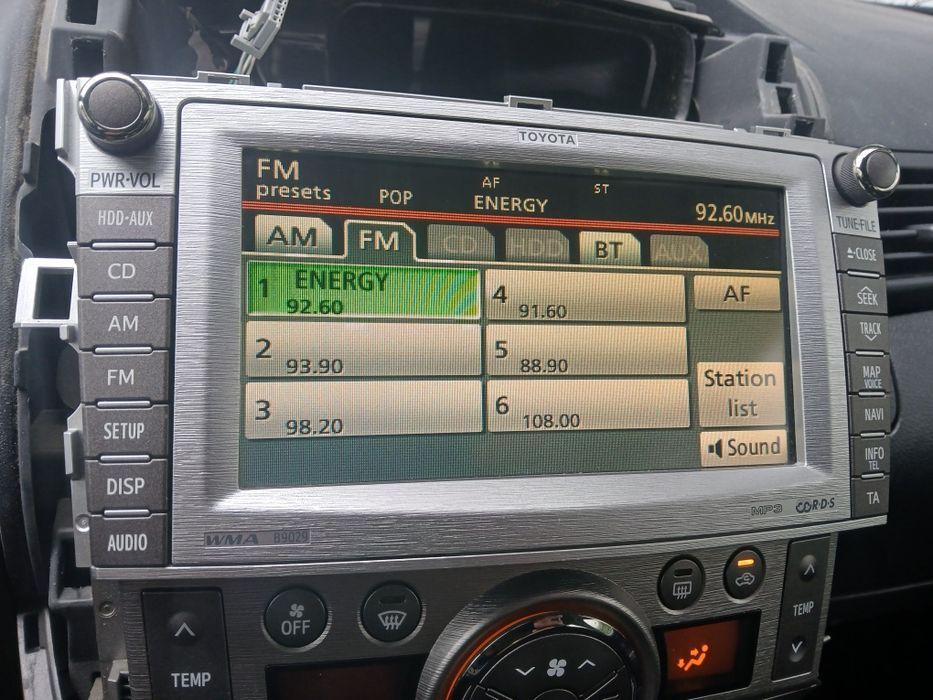 TOYOTA
PWR·VOL
HDD·AUX
CD
AM
FM
SETUP
DISP
AUDIO
FM
presets
POP
AF
ENERGY
ST
92.60 MHz
AM
FM
CD
HDD
BT
AUX
1 ENERGY
92.60
2 93.90
3 98.20
4 91.60
5 88.90
6 108.00
AF
Station
list
Sound
TUNE·FILE
CLOSE
SEEK
TRACK
MAP
VOICE
NAVI
INFO
TEL
TA
WMA B9029
MP3 R·D·S
OFF
TEMP
TEMP